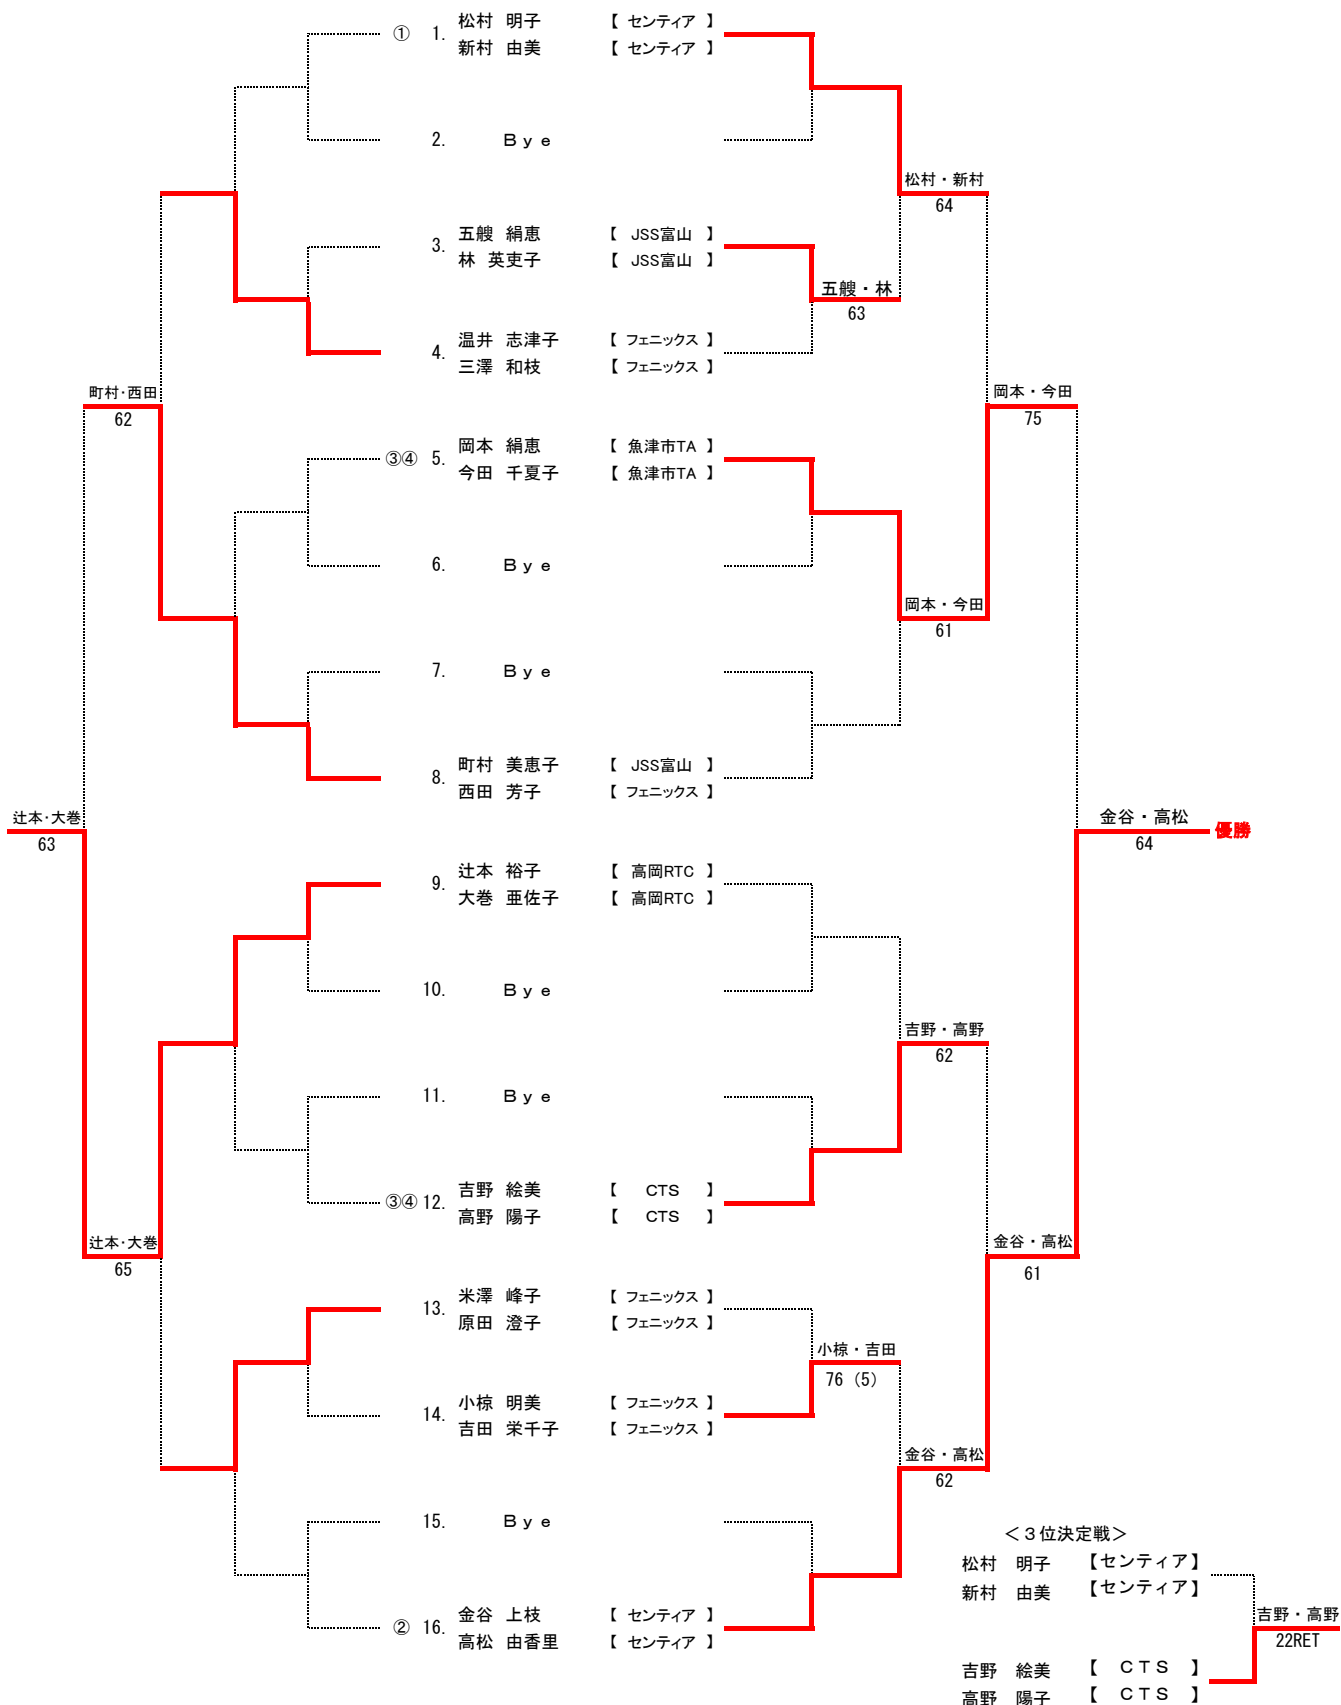 ① 1. 松村 明子 【 センティア 】
新村 由美 【 センティア 】
2. Bye
松村・新村
64
3. 五艘 絹恵 【 JSS富山 】
林 英吏子 【 JSS富山 】
五艘・林
63
4. 温井 志津子 【 フェニックス 】
三澤 和枝 【 フェニックス 】
町村・西田
62
岡本・今田
75
③④ 5. 岡本 絹恵 【 魚津市TA 】
今田 千夏子 【 魚津市TA 】
6. Bye
岡本・今田
61
7. Bye
8. 町村 美恵子 【 JSS富山 】
西田 芳子 【 フェニックス 】
辻本・大巻
63
金谷・高松
64
優勝
9. 辻本 裕子 【 高岡RTC 】
大巻 亜佐子 【 高岡RTC 】
10. Bye
吉野・高野
62
11. Bye
③④ 12. 吉野 絵美 【 CTS 】
高野 陽子 【 CTS 】
辻本・大巻
65
金谷・高松
61
13. 米澤 峰子 【 フェニックス 】
原田 澄子 【 フェニックス 】
小椋・吉田
76（5）
14. 小椋 明美 【 フェニックス 】
吉田 栄千子 【 フェニックス 】
金谷・高松
62
15. Bye
② 16. 金谷 上枝 【 センティア 】
高松 由香里 【 センティア 】
＜３位決定戦＞
松村 明子 【センティア】
新村 由美 【センティア】
吉野・高野
22RET
吉野 絵美 【 ＣＴＳ 】
高野 陽子 【 ＣＴＳ 】